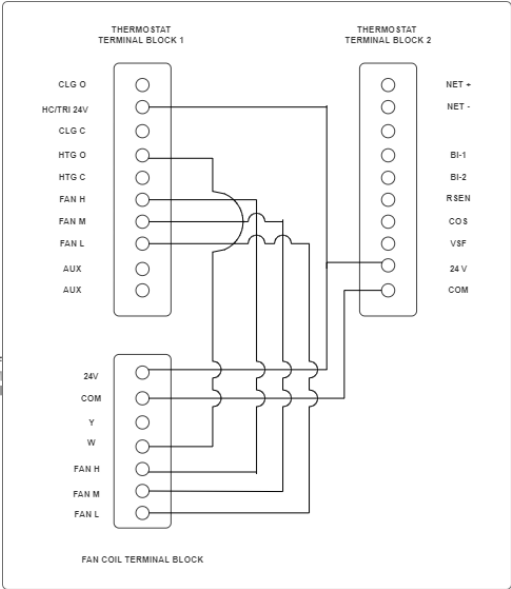 THERMOSTAT
TERMINAL BLOCK 1
THERMOSTAT
TERMINAL BLOCK 2
CLG O
HC/TRI 24V
CLG C
HTG O
HTG C
FAN H
FAN M
FAN L
AUX
AUX
NET +
NET -
BI-1
BI-2
RSEN
COS
VSF
24 V
COM
24V
COM
Y
W
FAN H
FAN M
FAN L
FAN COIL TERMINAL BLOCK